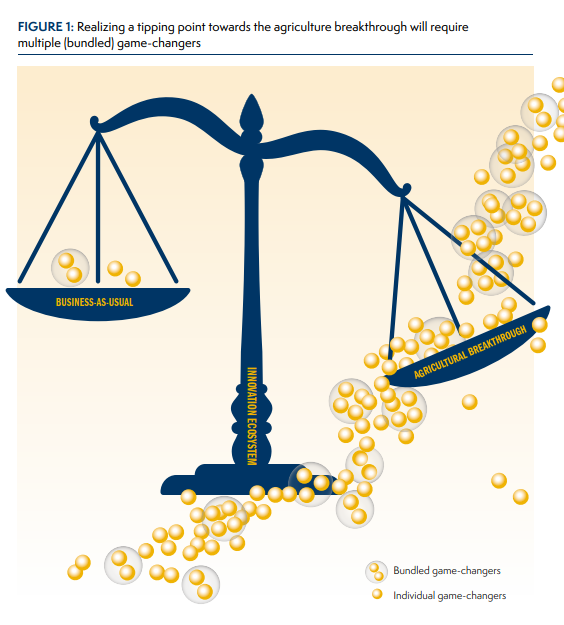 FIGURE 1: Realizing a tipping point towards the agriculture breakthrough will require
multiple (bundled) game-changers
BUSINESS-AS-USUAL
AGRICULTURAL BREAKTHROUGH
INNOVATION ECOSYSTEM
Bundled game-changers
Individual game-changers